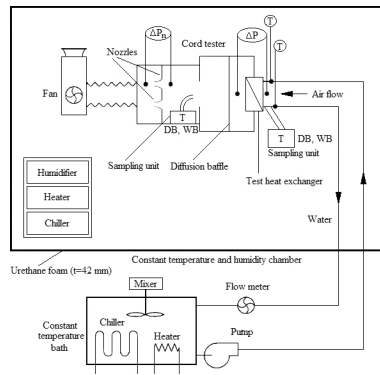 ΔPn
ΔP
T
T
Nozzles
Cord tester
Fan
Air flow
T
DB, WB
T
DB, WB
Sampling unit
Sampling unit
Diffusion baffle
Test heat exchanger
Humidifier
Heater
Chiller
Water
Constant temperature and humidity chamber
Urethane foam (t=42 mm)
Mixer
Flow meter
Chiller
Heater
Constant
temperature
bath
Pump